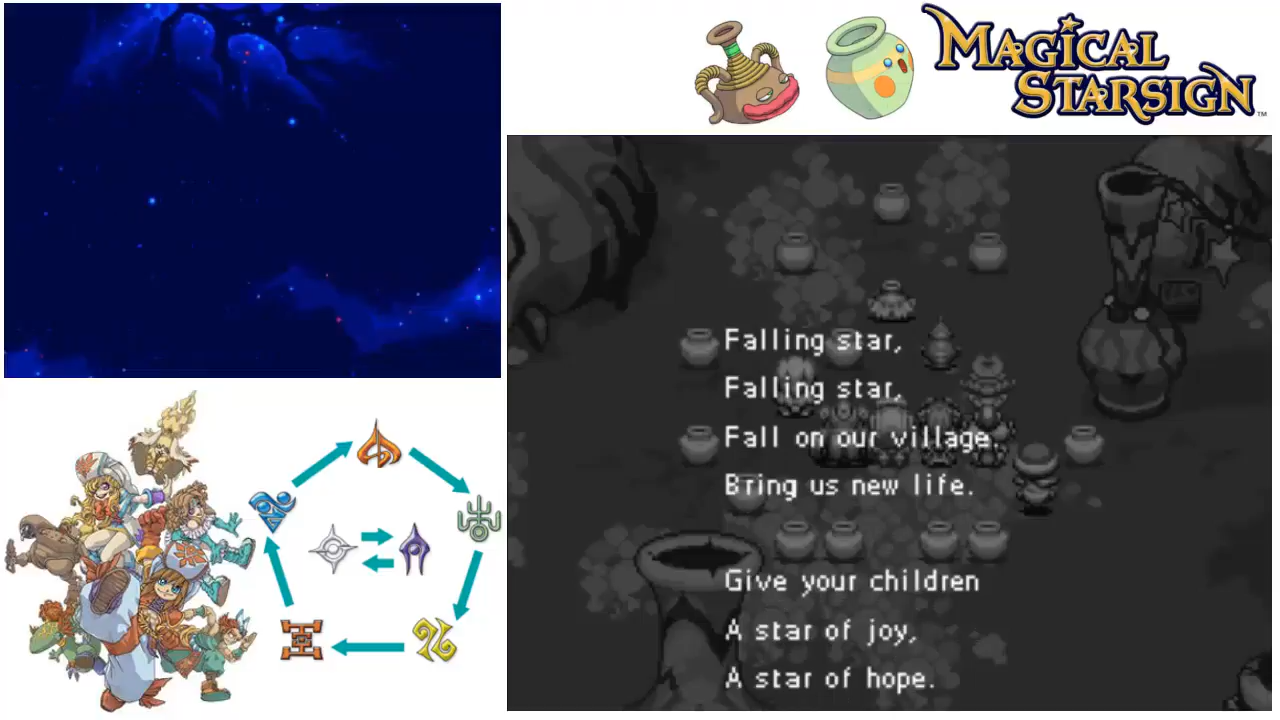 MAGICAL
STARSIGN™
Falling star,
Falling star,
Fall on our village.
Bring us new life.
Give your children
A star of joy,
A star of hope.